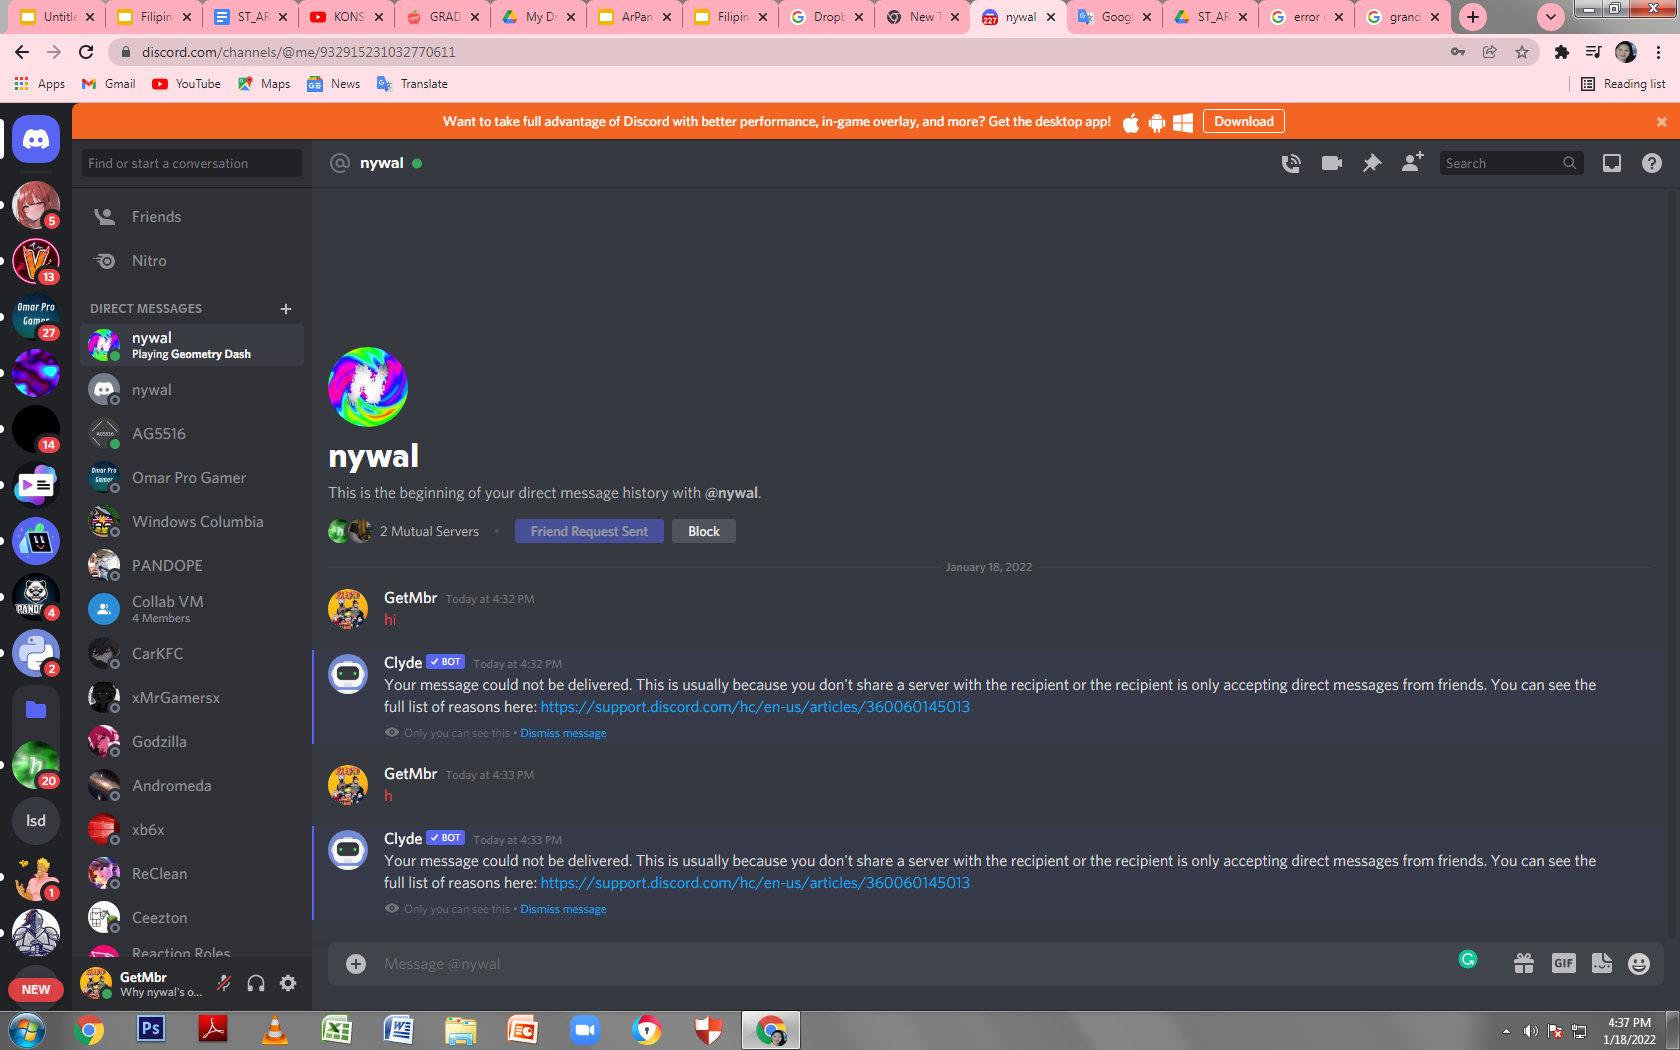 Untitle
Filipin
ST_AR
KONS
GRAD
My Dr
ArPan
Filipin
Dropb
New T
227
nywal
Googl
ST_AR
error
grand
discord.com/channels/@me/932915231032770611
Apps
Gmail
YouTube
Maps
News
Translate
Reading list
Want to take full advantage of Discord with better performance, in-game overlay, and more? Get the desktop app!
Download
Find or start a conversation
nywal
Search
Friends
Nitro
DIRECT MESSAGES
nywal
Playing Geometry Dash
nywal
AG5516
Omar Pro Gamer
Windows Columbia
PANDOPE
Collab VM
4 Members
CarKFC
xMrGamersx
Godzilla
Andromeda
xb6x
ReClean
Ceezton
Reaction Roles
5
13
Omar Pro
Gamer
27
14
4
2
20
lsd
1
NEW
GetMbr
Why nywal's o...
nywal
This is the beginning of your direct message history with @nywal.
2 Mutual Servers
Friend Request Sent
Block
January 18, 2022
GetMbr Today at 4:32 PM
hi
Clyde BOT Today at 4:32 PM
Your message could not be delivered. This is usually because you don't share a server with the recipient or the recipient is only accepting direct messages from friends. You can see the
full list of reasons here: https://support.discord.com/hc/en-us/articles/360060145013
Only you can see this • Dismiss message
GetMbr Today at 4:33 PM
h
Clyde BOT Today at 4:33 PM
Your message could not be delivered. This is usually because you don't share a server with the recipient or the recipient is only accepting direct messages from friends. You can see the
full list of reasons here: https://support.discord.com/hc/en-us/articles/360060145013
Only you can see this • Dismiss message
Message @nywal
GIF
Ps
4:37 PM
1/18/2022